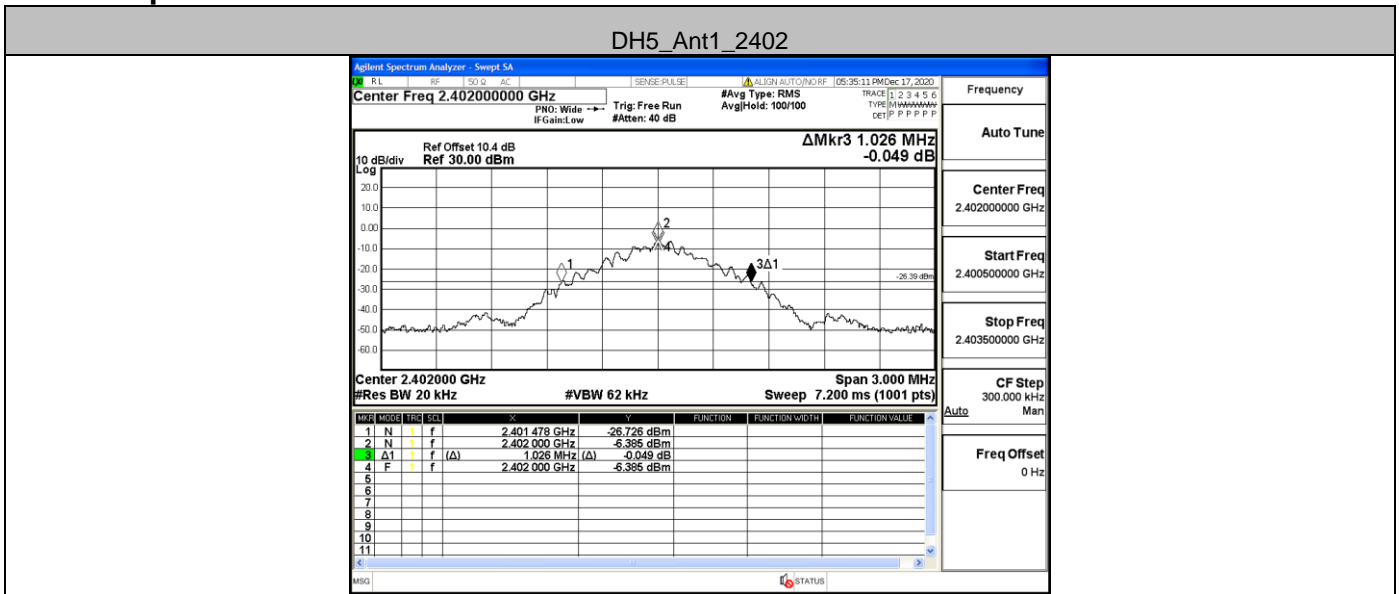 DH5_Ant1_2402
Agilent Spectrum Analyzer - Swept SA
RL RF 50 Ω AC SENSE:PULSE ALIGN AUTO/NO RF 05:35:11 PM Dec 17, 2020
Center Freq 2.402000000 GHz
PNO: Wide
IFGain:Low
Trig: Free Run
#Atten: 40 dB
#Avg Type: RMS
Avg|Hold: 100/100
TRACE 1 2 3 4 5 6
TYPE MWWWWW
DET P P P P P P
Ref Offset 10.4 dB
10 dB/div Ref 30.00 dBm
Log
ΔMkr3 1.026 MHz
-0.049 dB
20.0
10.0
0.00
-10.0
-20.0
-30.0
-40.0
-50.0
-60.0
1
2
4
3Δ1
-26.39 dBm
Center 2.402000 GHz Span 3.000 MHz
#Res BW 20 kHz #VBW 62 kHz Sweep 7.200 ms (1001 pts)
MKR MODE TRC SCL X Y FUNCTION FUNCTION WIDTH FUNCTION VALUE
1 N 1 f 2.401 478 GHz -26.726 dBm
2 N 1 f 2.402 000 GHz -6.385 dBm
3 Δ1 1 f (Δ) 1.026 MHz (Δ) -0.049 dB
4 F 1 f 2.402 000 GHz -6.385 dBm
5
6
7
8
9
10
11
MSG STATUS
Frequency
Auto Tune
Center Freq
2.402000000 GHz
Start Freq
2.400500000 GHz
Stop Freq
2.403500000 GHz
CF Step
300.000 kHz
Auto Man
Freq Offset
0 Hz